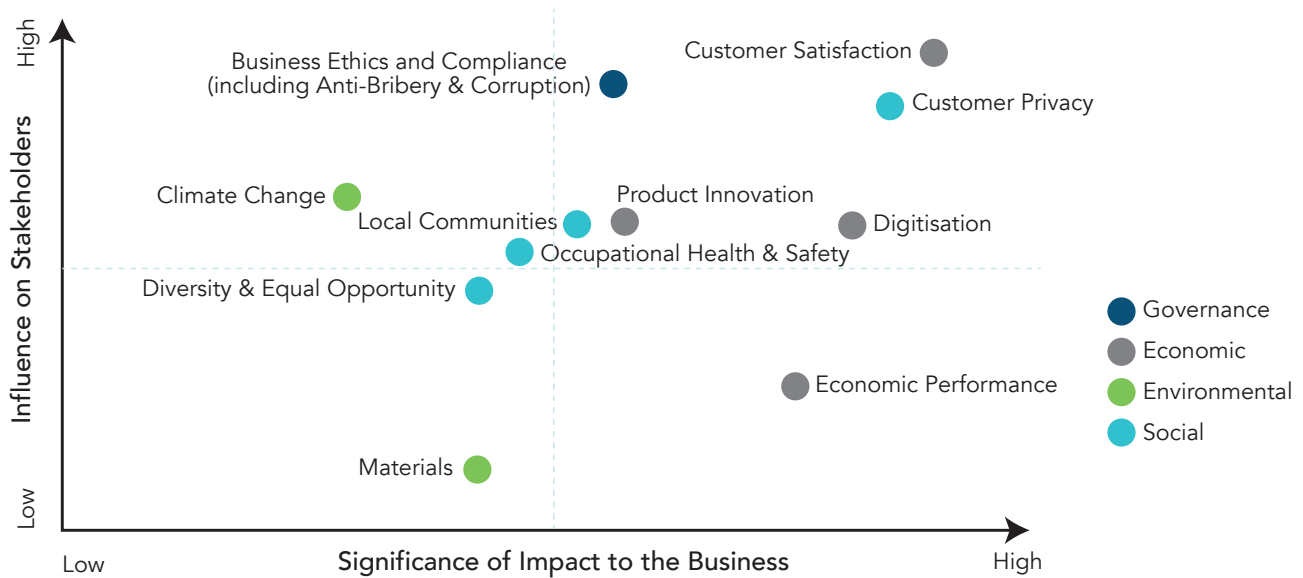 High
Influence on Stakeholders
Low
Business Ethics and Compliance
(including Anti-Bribery & Corruption)
Customer Satisfaction
Customer Privacy
Climate Change
Product Innovation
Local Communities
Digitisation
Occupational Health & Safety
Diversity & Equal Opportunity
Economic Performance
Materials
Governance
Economic
Environmental
Social
Low
Significance of Impact to the Business
High